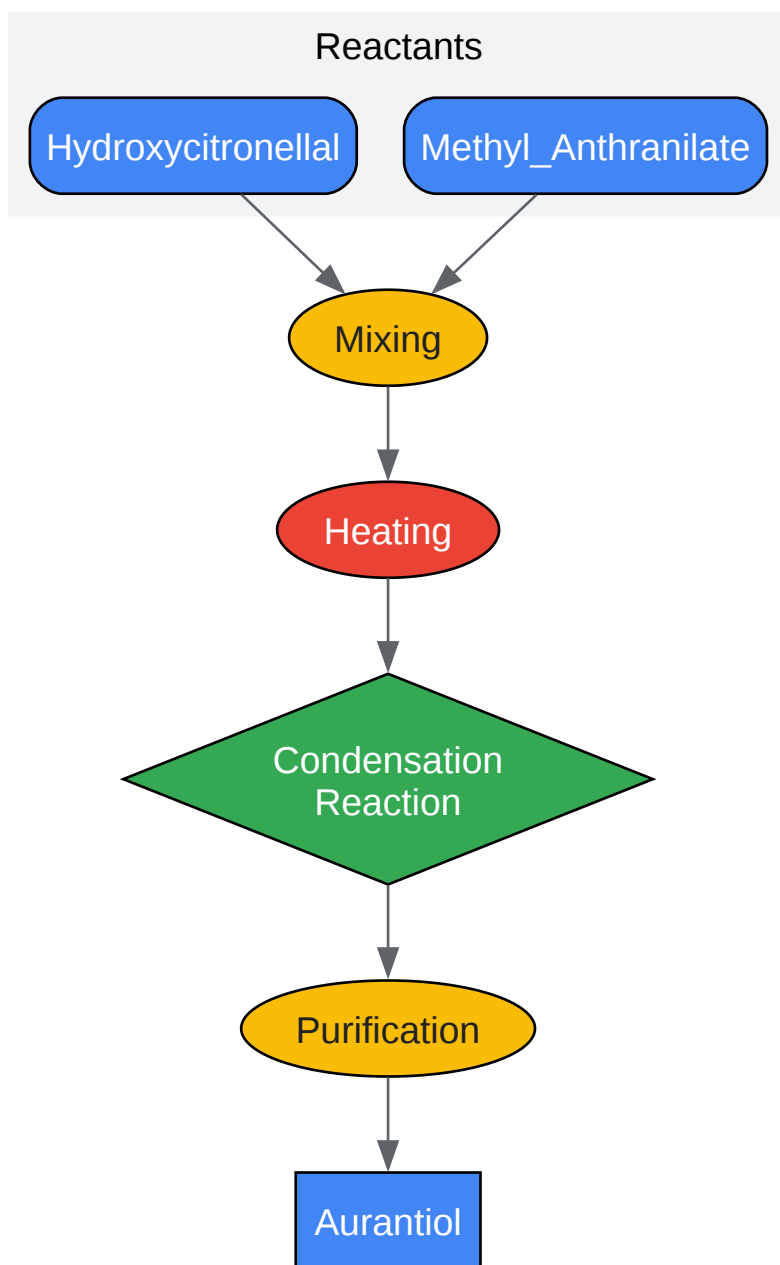 Reactants
Hydroxycitronellal
Methyl_Anthranilate
Mixing
Heating
Condensation
Reaction
Purification
Aurantiol